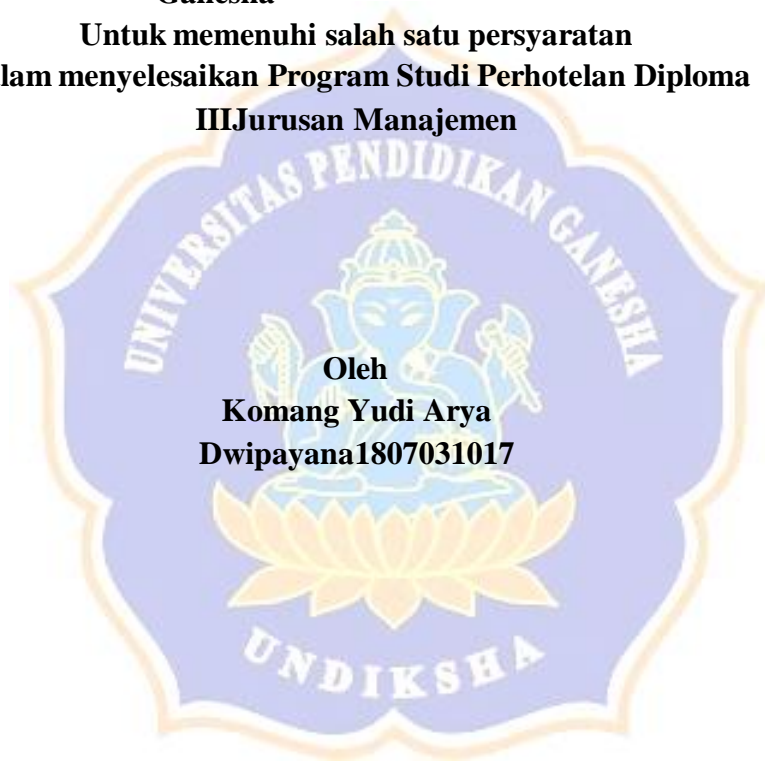 Ganesha
Untuk memenuhi salah satu persyaratan
lam menyelesaikan Program Studi Perhotelan Diploma
IIIJurusan Manajemen
UNIVERSITAS PENDIDIKAN GANESHA
Oleh
Komang Yudi Arya
Dwipayana1807031017
UNDIKSHA